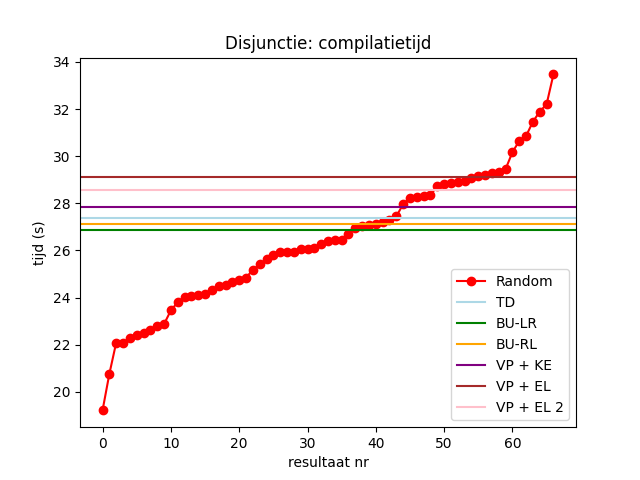 Disjunctie: compilatietijd
tijd (s)
34
32
30
28
26
24
22
20
0 10 20 30 40 50 60
resultaat nr
Random
TD
BU-LR
BU-RL
VP + KE
VP + EL
VP + EL 2